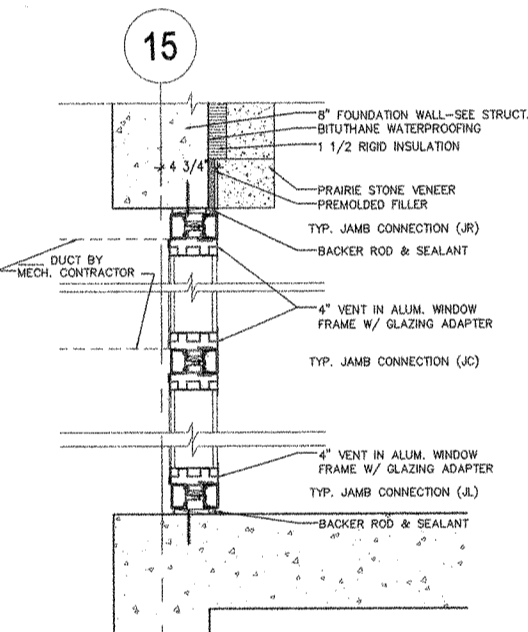 15
8" FOUNDATION WALL-SEE STRUCT.
BITUTHANE WATERPROOFING
1 1/2 RIGID INSULATION
4 3/4"
PRAIRIE STONE VENEER
PREMOLDED FILLER
TYP. JAMB CONNECTION (JR)
BACKER ROD & SEALANT
DUCT BY
MECH. CONTRACTOR
4" VENT IN ALUM. WINDOW
FRAME W/ GLAZING ADAPTER
TYP. JAMB CONNECTION (JC)
4" VENT IN ALUM. WINDOW
FRAME W/ GLAZING ADAPTER
TYP. JAMB CONNECTION (JL)
BACKER ROD & SEALANT